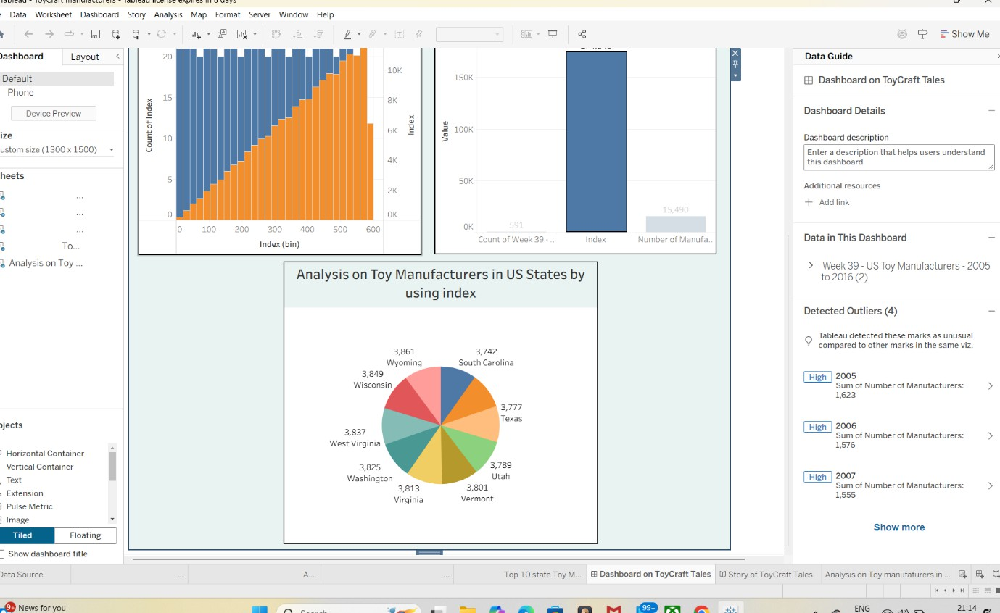 Tableau - ToyCraft manufacturers - Tableau license expires in 8 days
Data Worksheet Dashboard Story Analysis Map Format Server Window Help
Show Me
Dashboard
Layout
Default
Phone
Device Preview
ize
ustom size (1300 x 1500)
heets
...
...
...
To...
Analysis on Toy ...
bjects
Horizontal Container
Vertical Container
Text
Extension
Pulse Metric
Image
Tiled
Floating
Show dashboard title
Count of Index
20
15
10
5
0
10K
8K
6K
4K
2K
0K
Index
0 100 200 300 400 500 600
Index (bin)
Value
150K
100K
50K
0K
591
15,490
Count of Week 39 - ..
Index
Number of Manufa..
Analysis on Toy Manufacturers in US States by
using index
3,861
Wyoming
3,742
South Carolina
3,849
Wisconsin
3,777
Texas
3,837
West Virginia
3,789
Utah
3,825
Washington
3,801
Vermont
3,813
Virginia
Data Guide
Dashboard on ToyCraft Tales
Dashboard Details
Dashboard description
Enter a description that helps users understand
this dashboard
Additional resources
Add link
Data in This Dashboard
Week 39 - US Toy Manufacturers - 2005
to 2016 (2)
Detected Outliers (4)
Tableau detected these marks as unusual
compared to other marks in the same viz.
High 2005
Sum of Number of Manufacturers:
1,623
High 2006
Sum of Number of Manufacturers:
1,576
High 2007
Sum of Number of Manufacturers:
1,555
Show more
Data Source
...
A...
...
Top 10 state Toy M...
Dashboard on ToyCraft Tales
Story of ToyCraft Tales
Analysis on Toy manufaturers in ...
9+
News for you
Search
99+
ENG
21:14